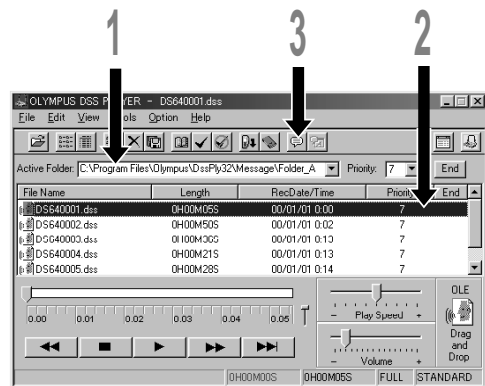 1 3 2
OLYMPUS DSS PLAYER - DS640001.dss
File Edit View Tools Option Help
Active Folder: C:\Program Files\Olympus\DssPly32\Message\Folder_A Priority: 7 End
File Name Length RecDate/Time Priority End
DS640001.dss 0H00M05S 00/01/01 0:00 7
DS640002.dss 0H00M50S 00/01/01 0:02 7
DS640003.dss 0H00M36S 00/01/01 0:13 7
DS640004.dss 0H00M21S 00/01/01 0:13 7
DS640005.dss 0H00M28S 00/01/01 0:14 7
0.00 0.01 0.02 0.03 0.04 0.05
- Play Speed +
- Volume +
OLE
Drag
and
Drop
0H00M00S 0H00M05S FULL STANDARD